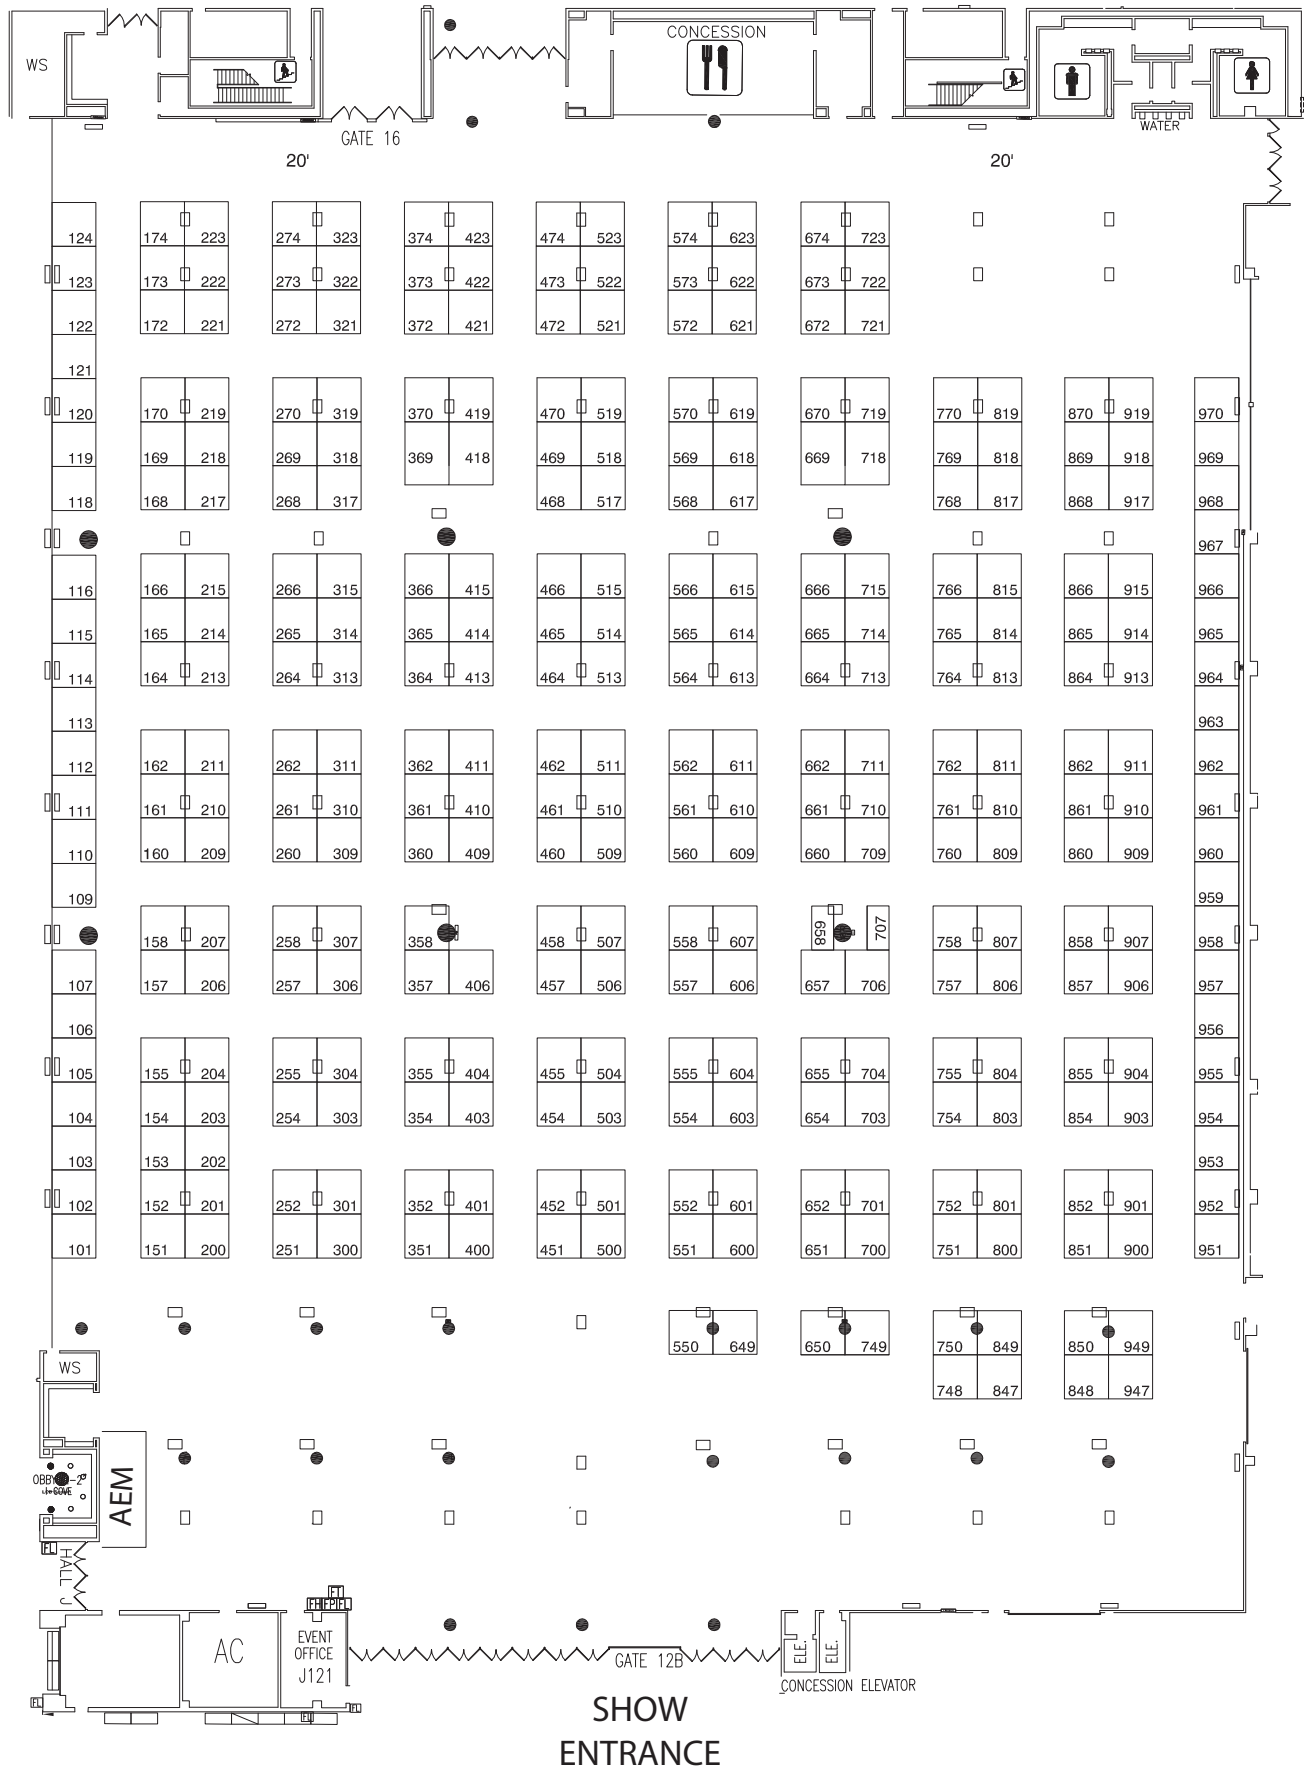 CONCESSION
WS
WATER
GATE 16
20' 20'
124 174 223 274 323 374 423 474 523 574 623 674 723
123 173 222 273 322 373 422 473 522 573 622 673 722
122 172 221 272 321 372 421 472 521 572 621 672 721
121
120 170 219 270 319 370 419 470 519 570 619 670 719 770 819 870 919 970
119 169 218 269 318 369 418 469 518 569 618 669 718 769 818 869 918 969
118 168 217 268 317 468 517 568 617 768 817 868 917 968
967
116 166 215 266 315 366 415 466 515 566 615 666 715 766 815 866 915 966
115 165 214 265 314 365 414 465 514 565 614 665 714 765 814 865 914 965
114 164 213 264 313 364 413 464 513 564 613 664 713 764 813 864 913 964
113 963
112 162 211 262 311 362 411 462 511 562 611 662 711 762 811 862 911 962
111 161 210 261 310 361 410 461 510 561 610 661 710 761 810 861 910 961
110 160 209 260 309 360 409 460 509 560 609 660 709 760 809 860 909 960
109 959
158 207 258 307 358 458 507 558 607 658 707 758 807 858 907 958
107 157 206 257 306 357 406 457 506 557 606 657 706 757 806 857 906 957
106 956
105 155 204 255 304 355 404 455 504 555 604 655 704 755 804 855 904 955
104 154 203 254 303 354 403 454 503 554 603 654 703 754 803 854 903 954
103 153 202 953
102 152 201 252 301 352 401 452 501 552 601 652 701 752 801 852 901 952
101 151 200 251 300 351 400 451 500 551 600 651 700 751 800 851 900 951
550 649 650 749 750 849 850 949
WS
748 847 848 947
AEM
FL
HALL J
FT
FH FP FL
AC
EVENT
OFFICE
J121
GATE 12B
ELE. ELE.
CONCESSION ELEVATOR
FL FL
FL
SHOW
ENTRANCE